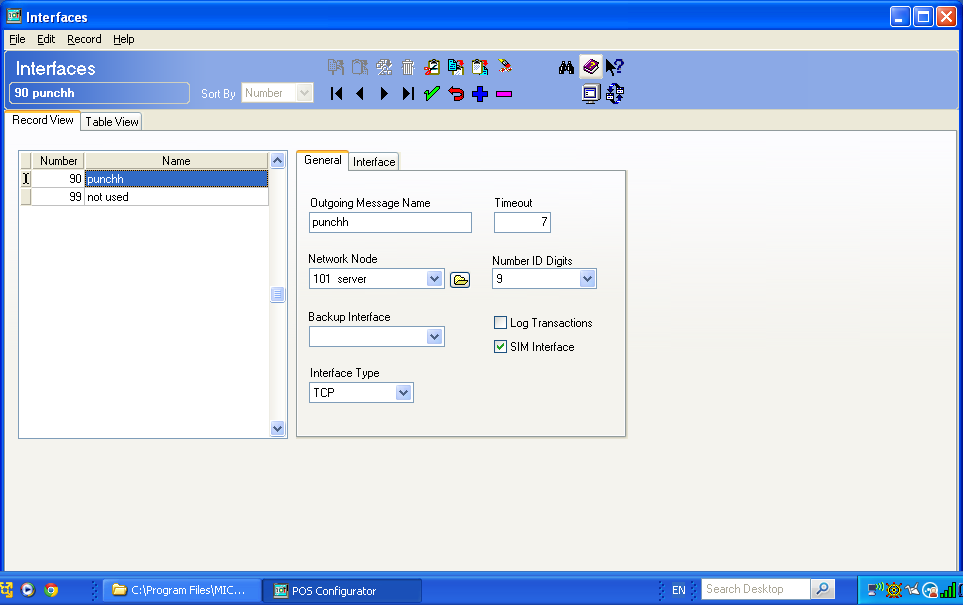 Interfaces
File Edit Record Help
Interfaces
90 punchh
Sort By Number
Record View Table View
Number Name
90 punchh
99 not used
General Interface
Outgoing Message Name Timeout
punchh 7
Network Node Number ID Digits
101 server 9
Backup Interface
Log Transactions
SIM Interface
Interface Type
TCP
C:\Program Files\MIC... POS Configurator EN Search Desktop